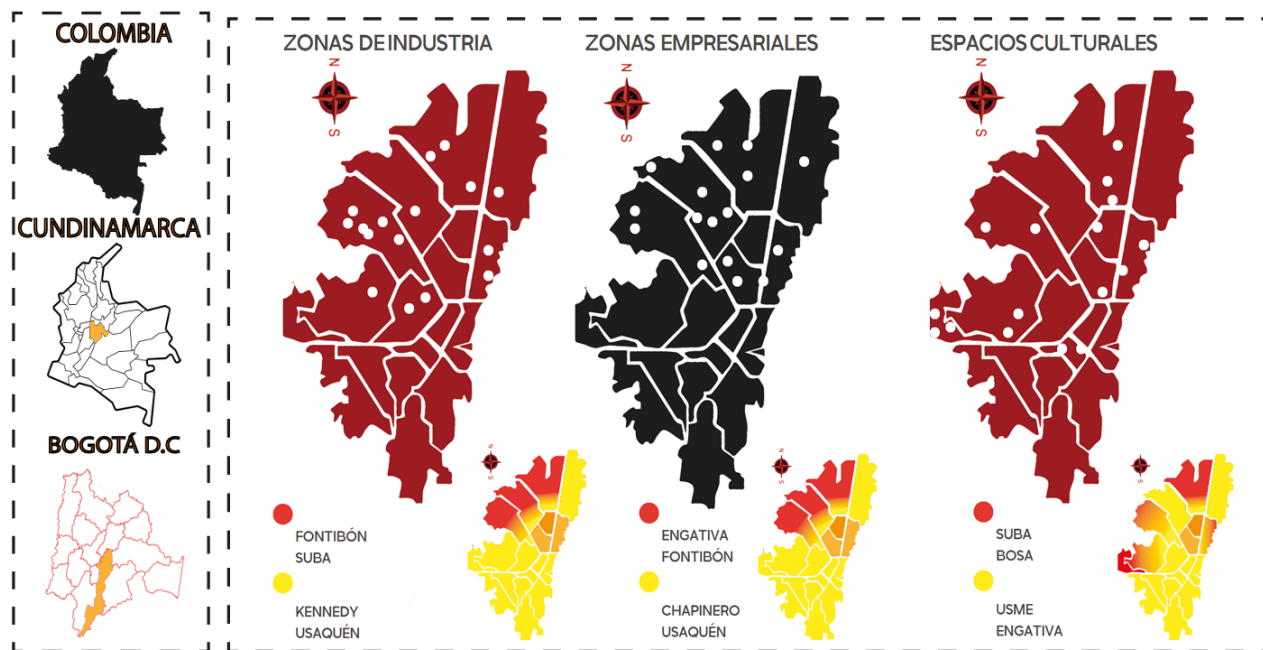 COLOMBIA
CUNDINAMARCA
BOGOTÁ D.C
ZONAS DE INDUSTRIA
N
S
FONTIBÓN
SUBA
KENNEDY
USAQUÉN
N
S
ZONAS EMPRESARIALES
N
S
ENGATIVA
FONTIBÓN
CHAPINERO
USAQUÉN
N
S
ESPACIOS CULTURALES
N
S
SUBA
BOSA
USME
ENGATIVA
N
S